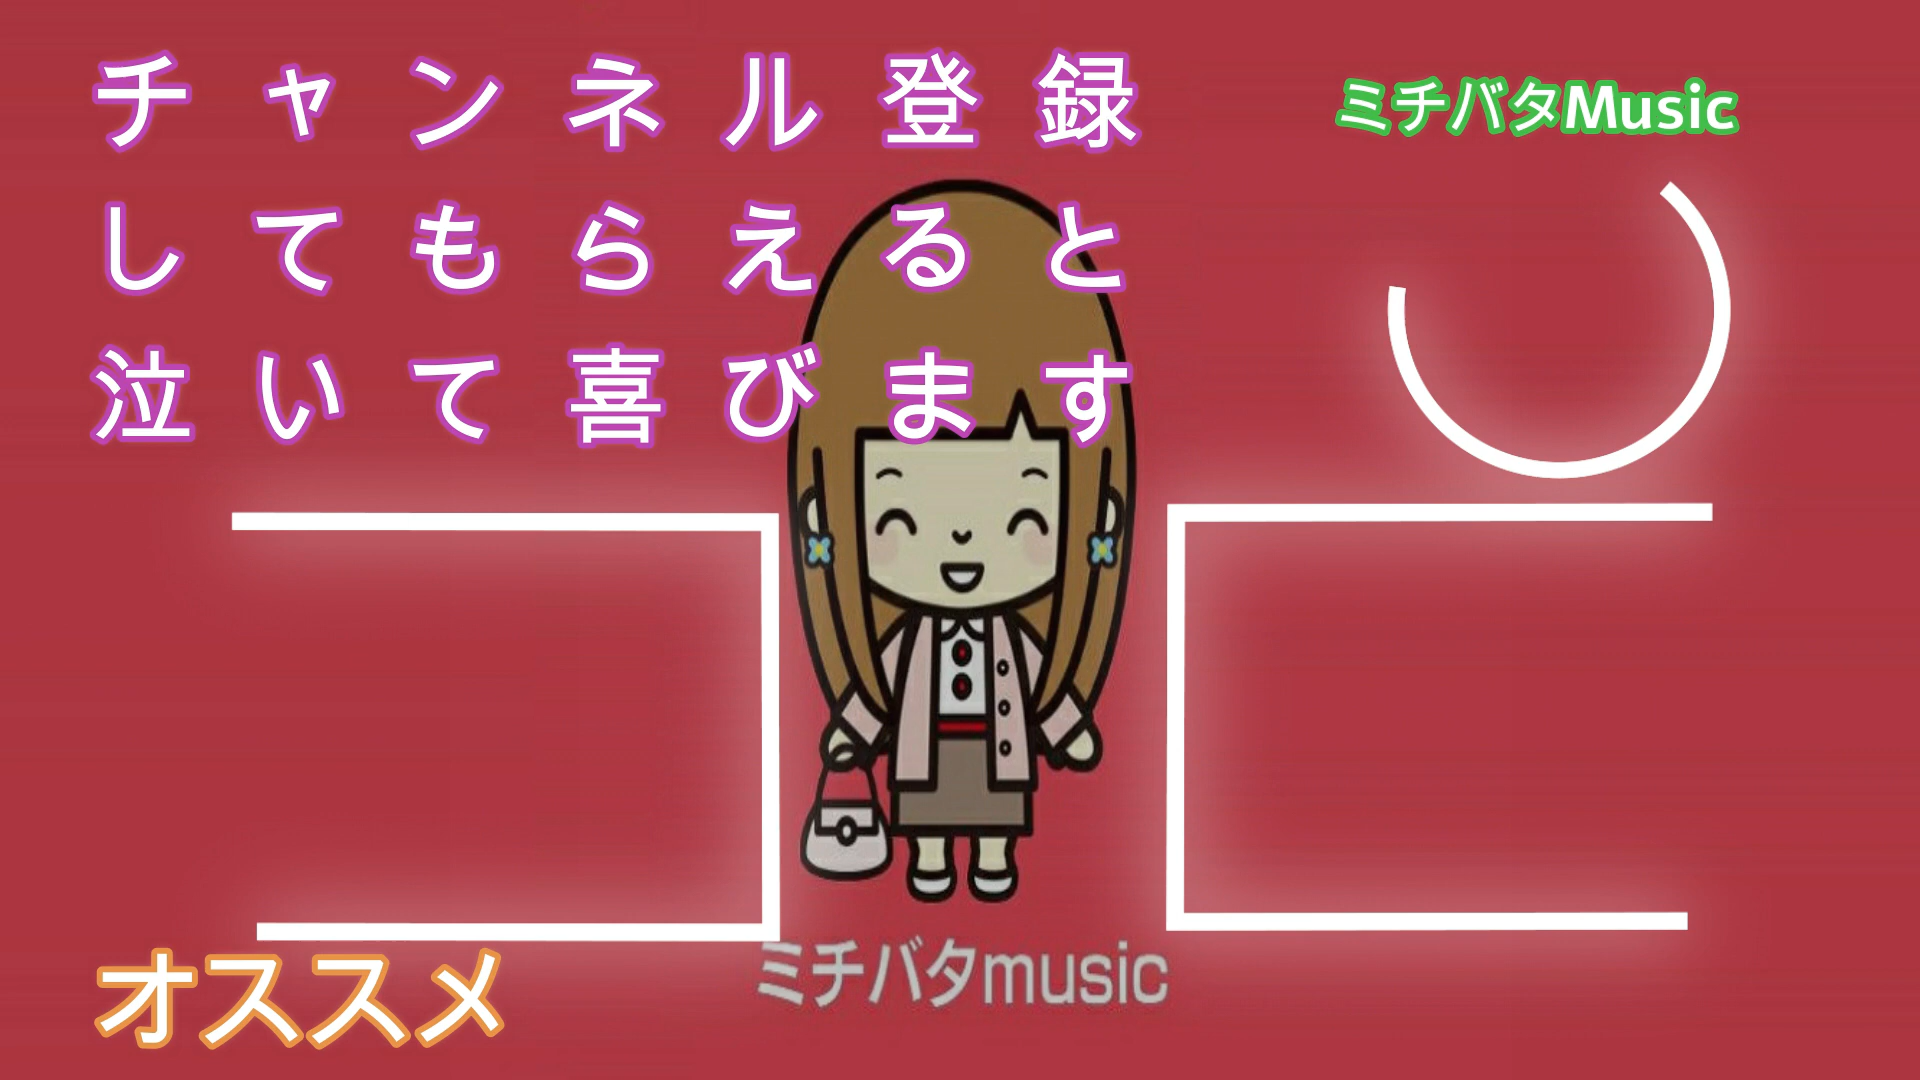 チャンネル登録
してもらえると
泣いて喜びます
ミチバタMusic
オススメ
ミチバタmusic